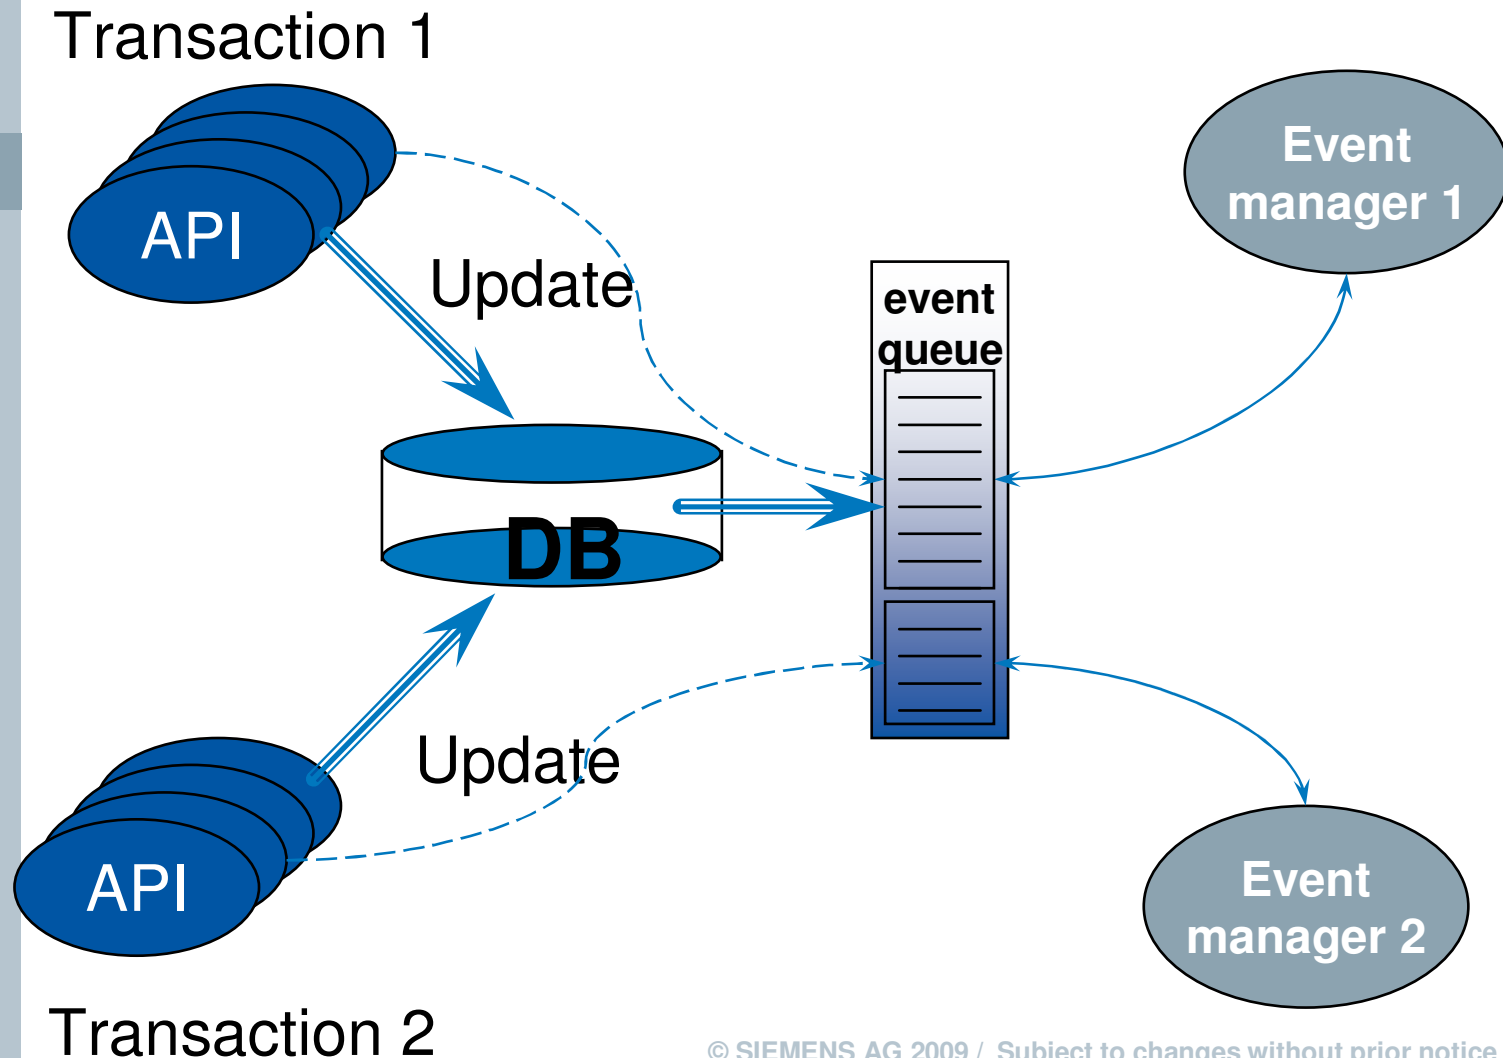 Transaction 1
API
Update
event
queue
Event
manager 1
DB
Update
API
Event
manager 2
Transaction 2
© SIEMENS AG 2009 / Subject to changes without prior notice